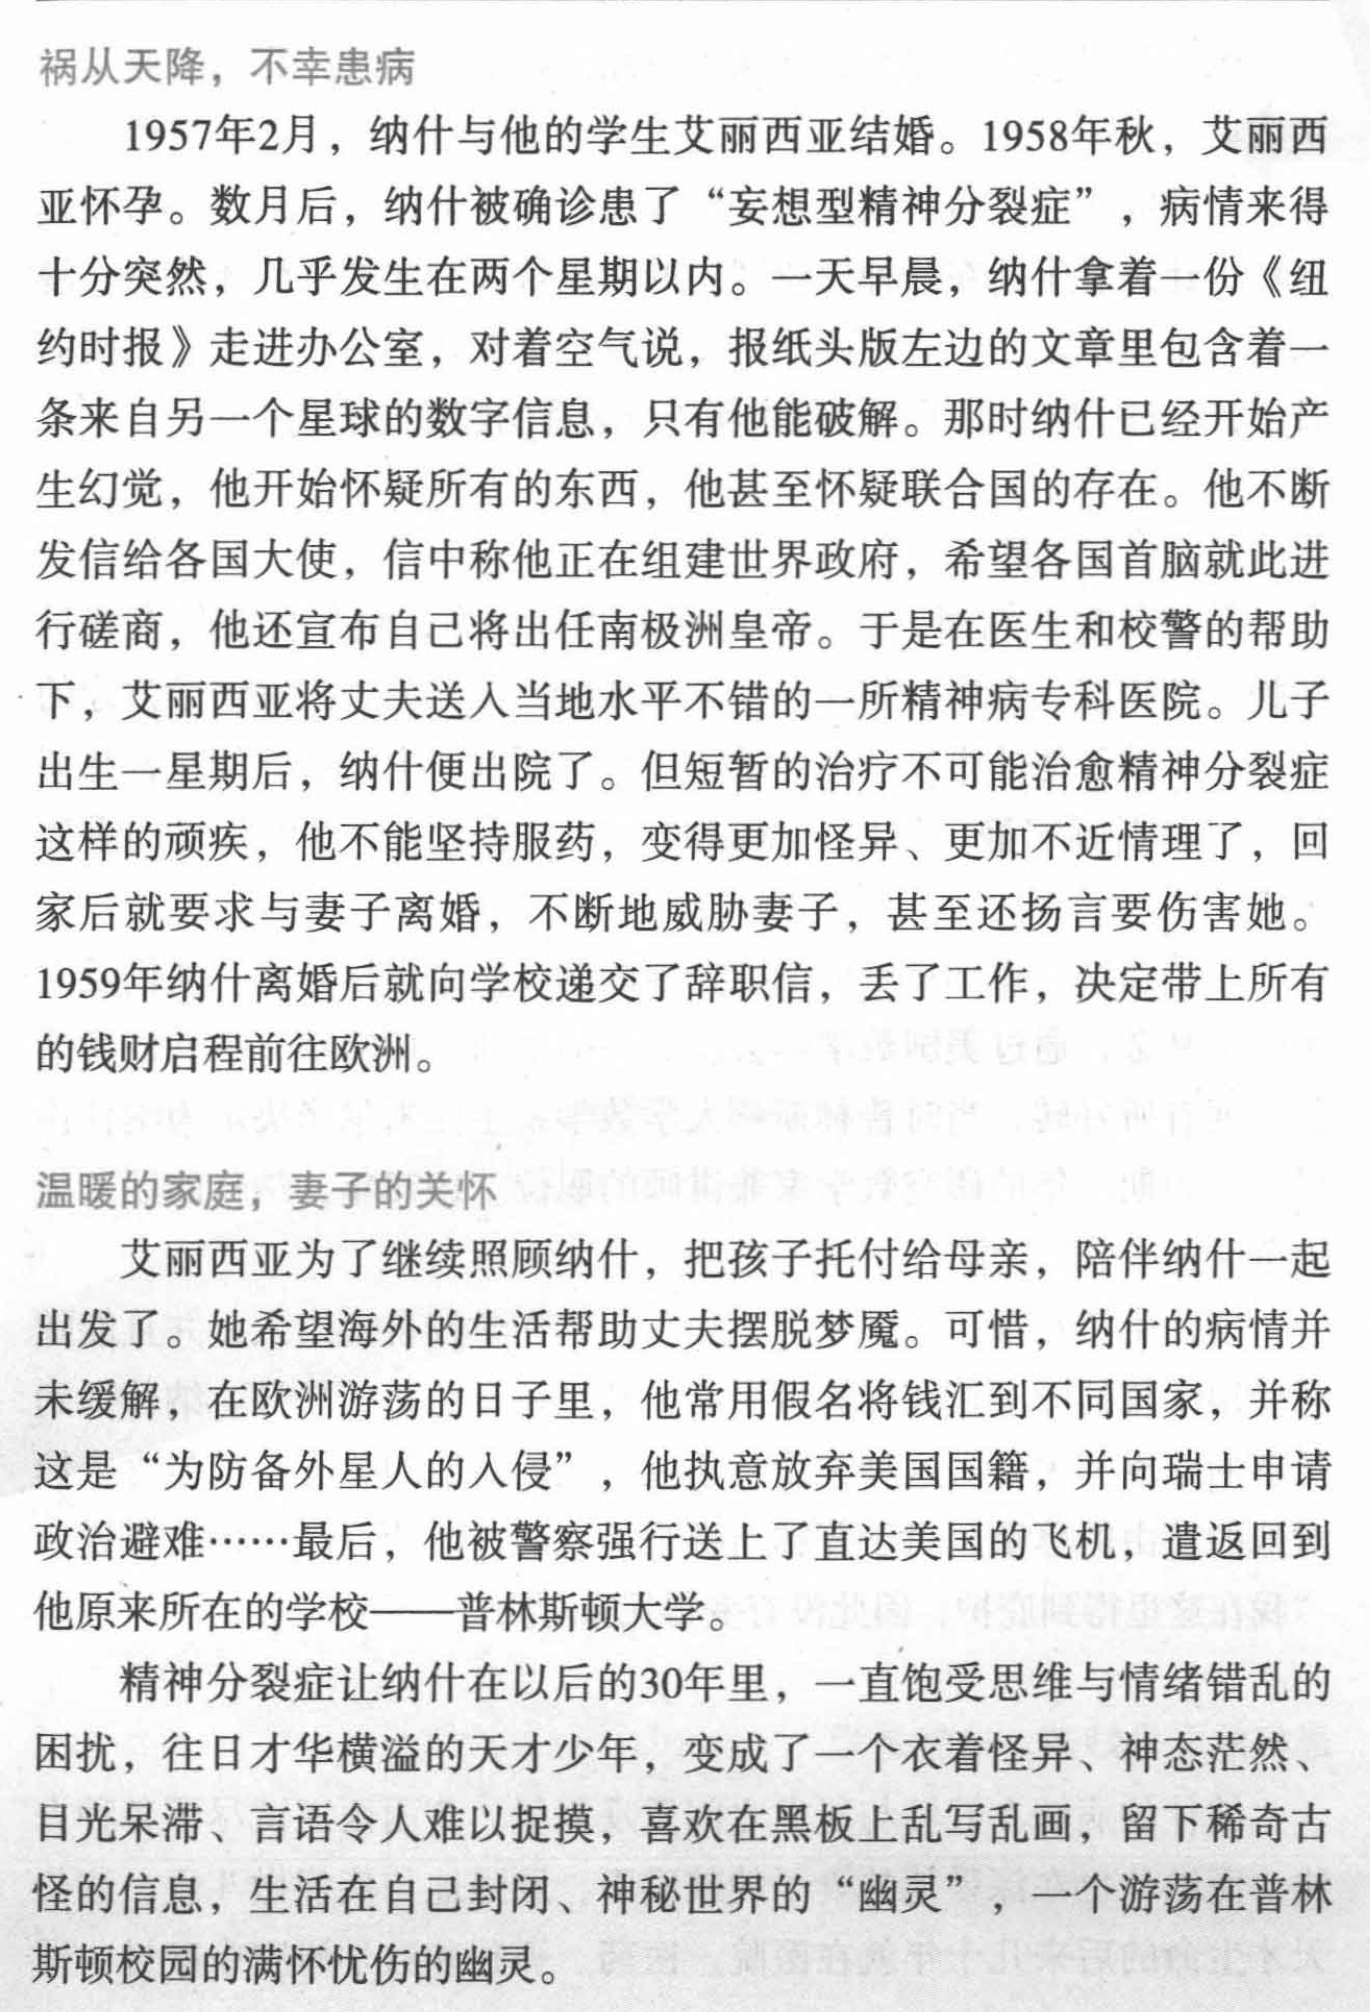 祸从天降，不幸患病
1957年2月，纳什与他的学生艾丽西亚结婚。1958年秋，艾丽西
亚怀孕。数月后，纳什被确诊患了“妄想型精神分裂症”，病情来得
十分突然，几乎发生在两个星期以内。一天早晨，纳什拿着一份《纽
约时报》走进办公室，对着空气说，报纸头版左边的文章里包含着一
条来自另一个星球的数字信息，只有他能破解。那时纳什已经开始产
生幻觉，他开始怀疑所有的东西，他甚至怀疑联合国的存在。他不断
发信给各国大使，信中称他正在组建世界政府，希望各国首脑就此进
行磋商，他还宣布自己将出任南极洲皇帝。于是在医生和校警的帮助
下，艾丽西亚将丈夫送入当地水平不错的一所精神病专科医院。儿子
出生一星期后，纳什便出院了。但短暂的治疗不可能治愈精神分裂症
这样的顽疾，他不能坚持服药，变得更加怪异、更加不近情理了，回
家后就要求与妻子离婚，不断地威胁妻子，甚至还扬言要伤害她。
1959年纳什离婚后就向学校递交了辞职信，丢了工作，决定带上所有
的钱财启程前往欧洲。
温暖的家庭，妻子的关怀
艾丽西亚为了继续照顾纳什，把孩子托付给母亲，陪伴纳什一起
出发了。她希望海外的生活帮助丈夫摆脱梦魇。可惜，纳什的病情并
未缓解，在欧洲游荡的日子里，他常用假名将钱汇到不同国家，并称
这是“为防备外星人的入侵”，他执意放弃美国国籍，并向瑞士申请
政治避难……最后，他被警察强行送上了直达美国的飞机，遣返回到
他原来所在的学校——普林斯顿大学。
精神分裂症让纳什在以后的30年里，一直饱受思维与情绪错乱的
困扰，往日才华横溢的天才少年，变成了一个衣着怪异、神态茫然、
目光呆滞、言语令人难以捉摸，喜欢在黑板上乱写乱画，留下稀奇古
怪的信息，生活在自己封闭、神秘世界的“幽灵”，一个游荡在普林
斯顿校园的满怀忧伤的幽灵。